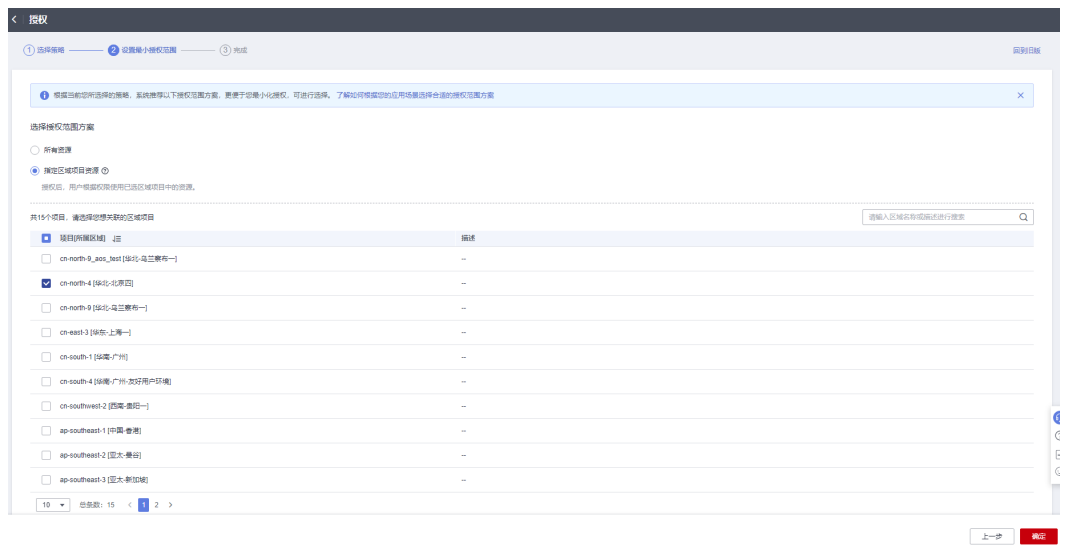 授权
1 选择策略 2 设置最小授权范围 3 完成 回到旧版
根据当前您所选择的策略，系统推荐以下授权范围方案，更便于您最小化授权，可进行选择。 了解如何根据您的应用场景选择合适的授权范围方案
选择授权范围方案
所有资源
指定区域项目资源
授权后，用户根据权限使用已选区域项目中的资源。
共15个项目，请选择您想关联的区域项目 请输入区域名称或描述进行搜索
项目[所属区域] 描述
cn-north-9_aos_test [华北-乌兰察布一] --
cn-north-4 [华北-北京四] --
cn-north-9 [华北-乌兰察布一] --
cn-east-3 [华东-上海一] --
cn-south-1 [华南-广州] --
cn-south-4 [华南-广州-友好用户环境] --
cn-southwest-2 [西南-贵阳一] --
ap-southeast-1 [中国-香港] --
ap-southeast-2 [亚太-曼谷] --
ap-southeast-3 [亚太-新加坡] --
10 总条数：15 < 1 2 >
上一步 确定